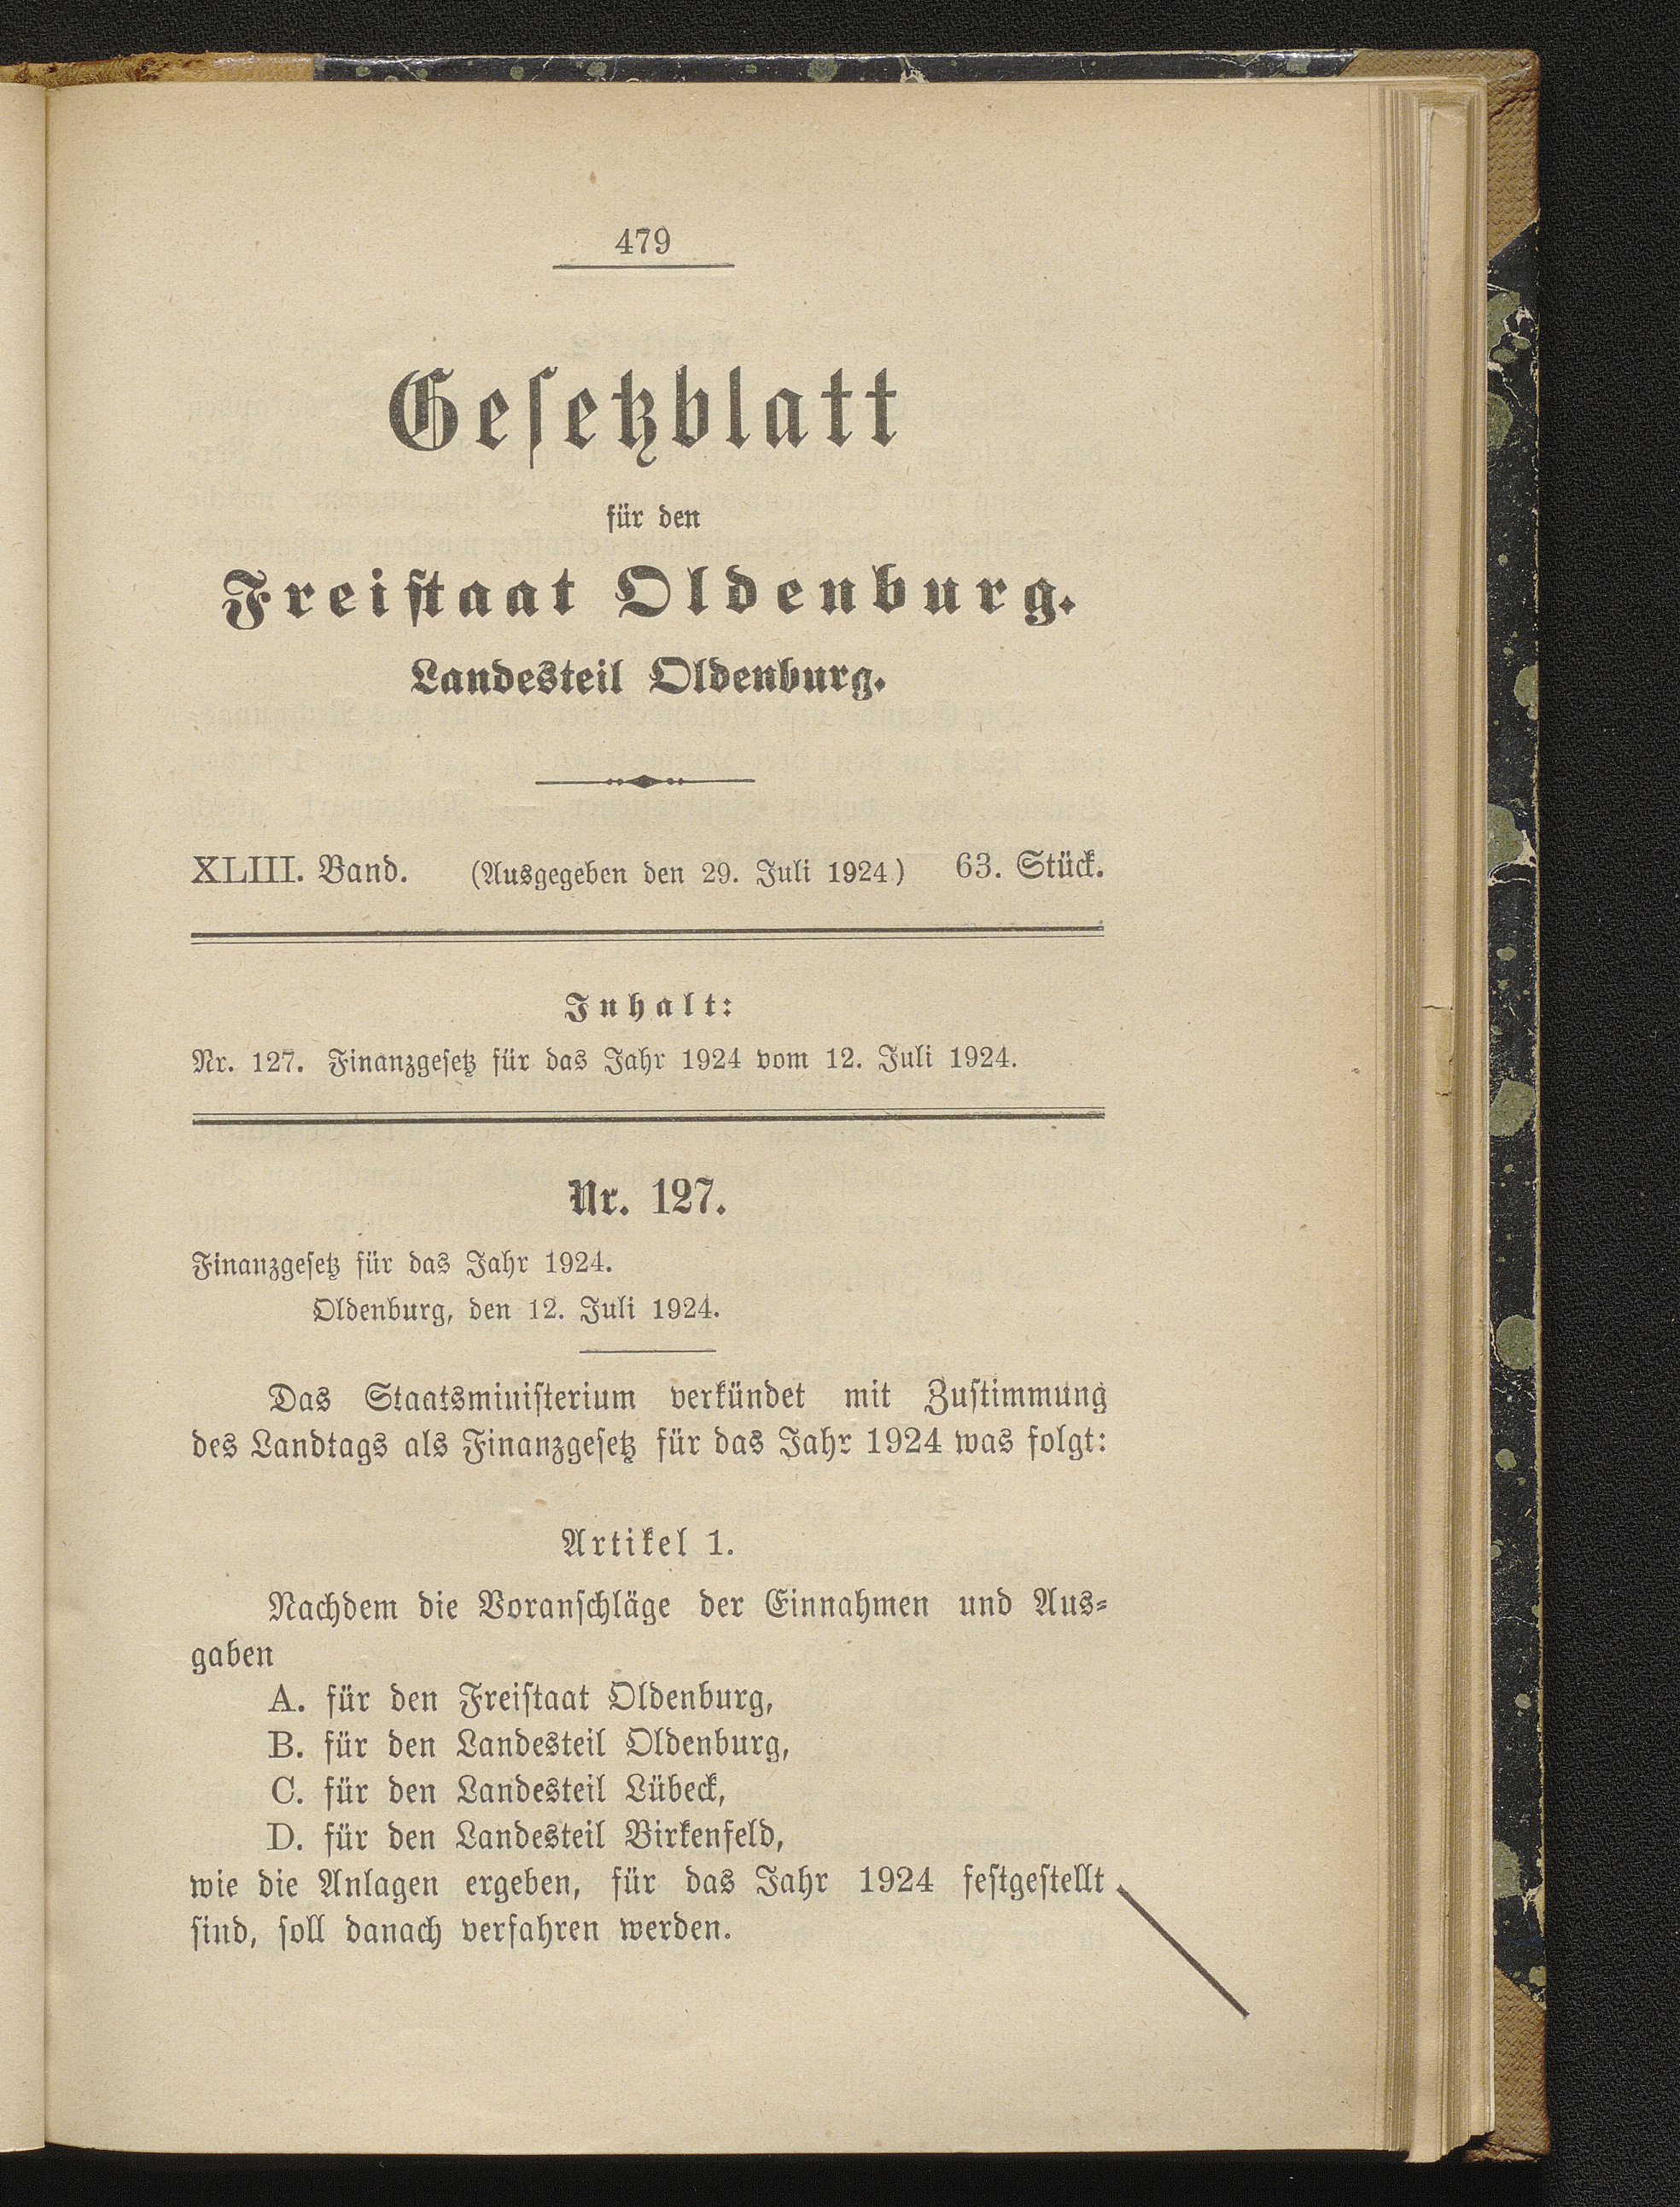 479
Gesetzblatt
für den
Freistaat Oldenburg.
Landesteil Oldenburg.
XLIII. Band. (Ausgegeben den 29. Juli 1924) 63. Stück.
Inhalt:
Nr. 127. Finanzgesetz für das Jahr 1924 vom 12. Juli 1924.
Nr. 127.
Finanzgesetz für das Jahr 1924.
Oldenburg, den 12. Juli 1924.
Das Staatsministerium verkündet mit Zustimmung
des Landtags als Finanzgesetz für das Jahr 1924 was folgt:
Artikel 1.
Nachdem die Voranschläge der Einnahmen und Aus-
gaben
A. für den Freistaat Oldenburg,
B. für den Landesteil Oldenburg,
C. für den Landesteil Lübeck,
D. für den Landesteil Birkenfeld,
wie die Anlagen ergeben, für das Jahr 1924 festgestellt
sind, soll danach verfahren werden.